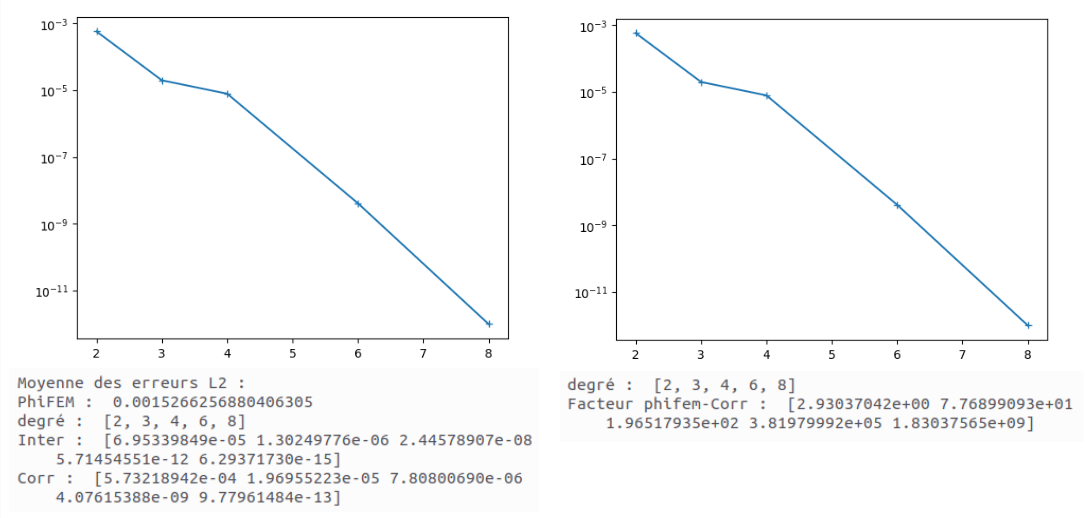 10⁻³
10⁻⁵
10⁻⁷
10⁻⁹
10⁻¹¹
2 3 4 5 6 7 8
Moyenne des erreurs L2 :
PhiFEM :  0.0015266256880406305
degré :  [2, 3, 4, 6, 8]
Inter :  [6.95339849e-05 1.30249776e-06 2.44578907e-08
5.71454551e-12 6.29371730e-15]
Corr :  [5.73218942e-04 1.96955223e-05 7.80800690e-06
4.07615388e-09 9.77961484e-13]
10⁻³
10⁻⁵
10⁻⁷
10⁻⁹
10⁻¹¹
2 3 4 5 6 7 8
degré :  [2, 3, 4, 6, 8]
Facteur phifem-Corr :  [2.93037042e+00 7.76899093e+01
1.96517935e+02 3.81979992e+05 1.83037565e+09]